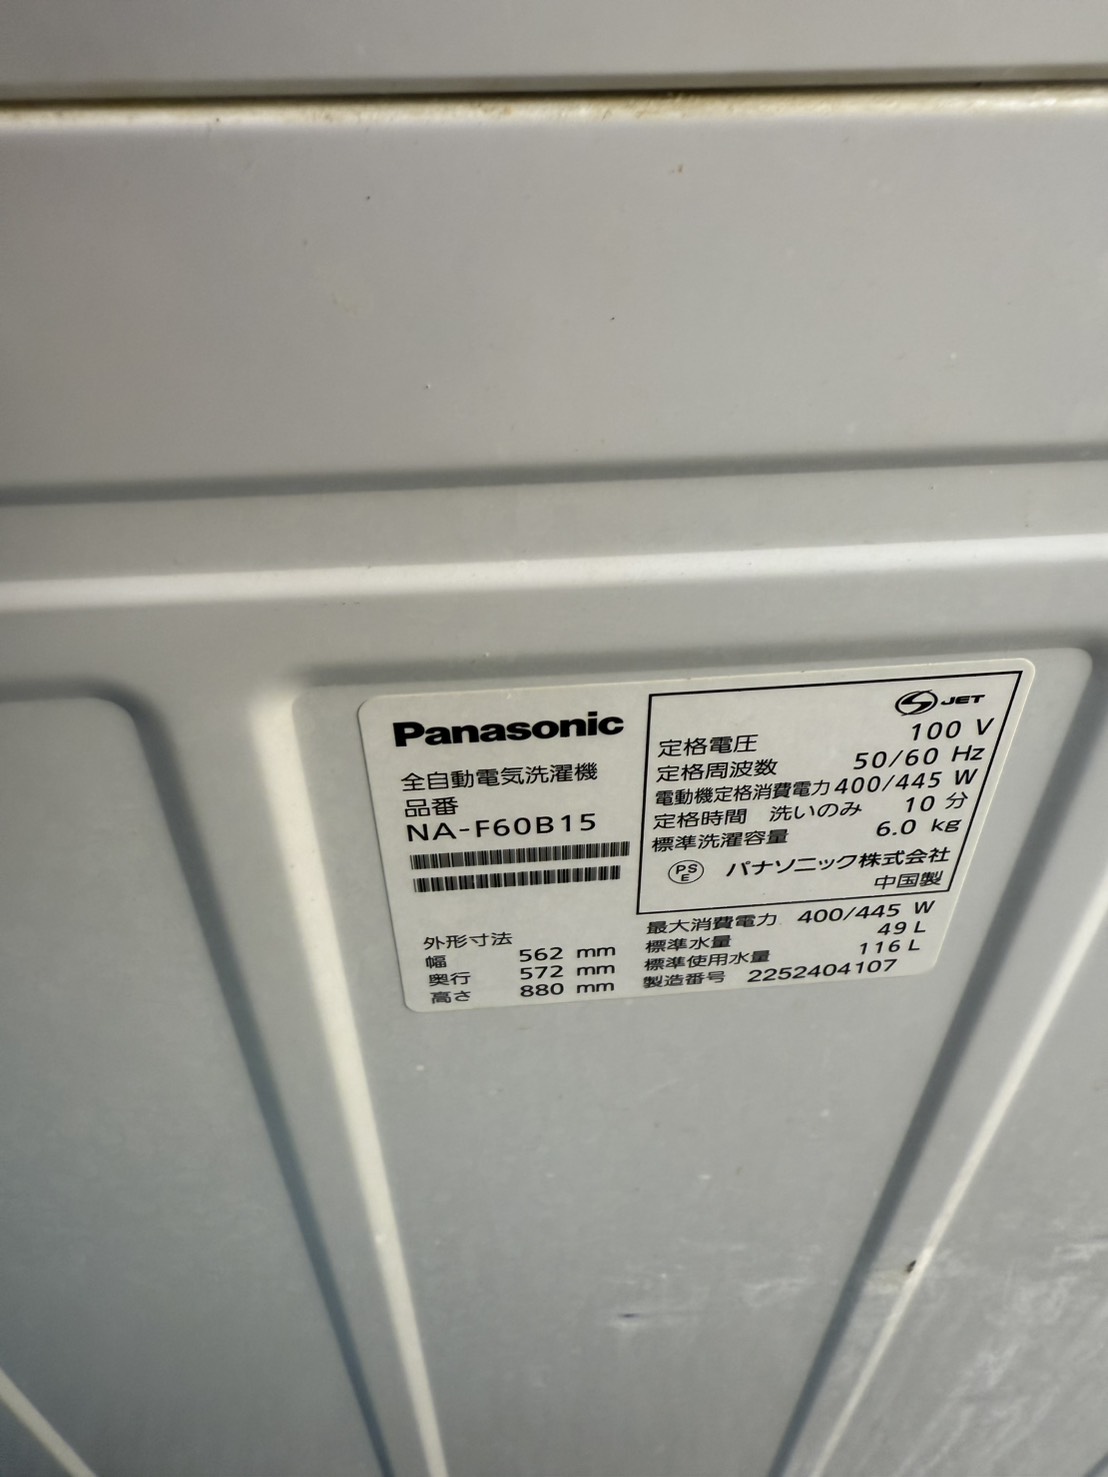 Panasonic
全自動電気洗濯機
品番
NA-F60B15
外形寸法
幅 562 mm
奥行 572 mm
高さ 880 mm
JET
定格電圧 100 V
定格周波数 50/60 Hz
電動機定格消費電力 400/445 W
定格時間 洗いのみ 10 分
標準洗濯容量 6.0 kg
PS
E
パナソニック株式会社
中国製
最大消費電力 400/445 W
標準水量 49 L
標準使用水量 116 L
製造番号 2252404107